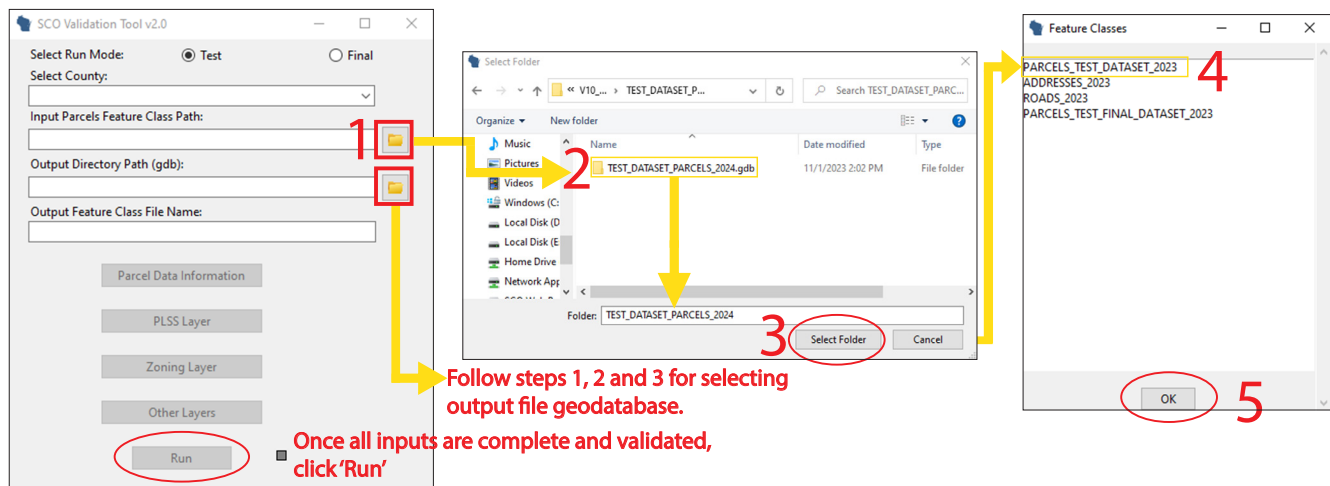 SCO Validation Tool v2.0
Select Run Mode: Test Final
Select County:
Input Parcels Feature Class Path:
1
Output Directory Path (gdb):
Output Feature Class File Name:
Parcel Data Information
PLSS Layer
Zoning Layer
Other Layers
Run
Select Folder
« V10_... › TEST_DATASET_P...
Search TEST_DATASET_PARC...
Organize New folder
Music
Pictures
Videos
Windows (C:
Local Disk (D
Local Disk (E
Home Drive
Network App
Name Date modified Type
2
TEST_DATASET_PARCELS_2024.gdb 11/1/2023 2:02 PM File folder
Folder: TEST_DATASET_PARCELS_2024
3
Select Folder Cancel
Follow steps 1, 2 and 3 for selecting
output file geodatabase.
Once all inputs are complete and validated,
click ‘Run’
Feature Classes
4
PARCELS_TEST_DATASET_2023
ADDRESSES_2023
ROADS_2023
PARCELS_TEST_FINAL_DATASET_2023
OK
5